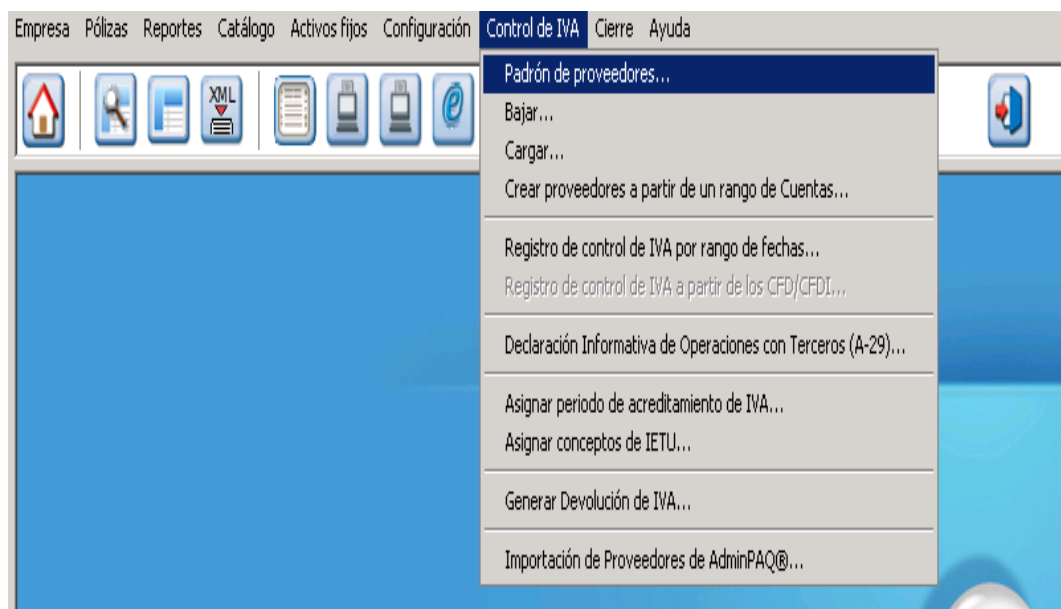 Empresa Pólizas Reportes Catálogo Activos fijos Configuración Control de IVA Cierre Ayuda
XML
Padrón de proveedores...
Bajar...
Cargar...
Crear proveedores a partir de un rango de Cuentas...
Registro de control de IVA por rango de fechas...
Registro de control de IVA a partir de los CFD/CFDI...
Declaración Informativa de Operaciones con Terceros (A-29)...
Asignar periodo de acreditamiento de IVA...
Asignar conceptos de IETU...
Generar Devolución de IVA...
Importación de Proveedores de AdminPAQ®...